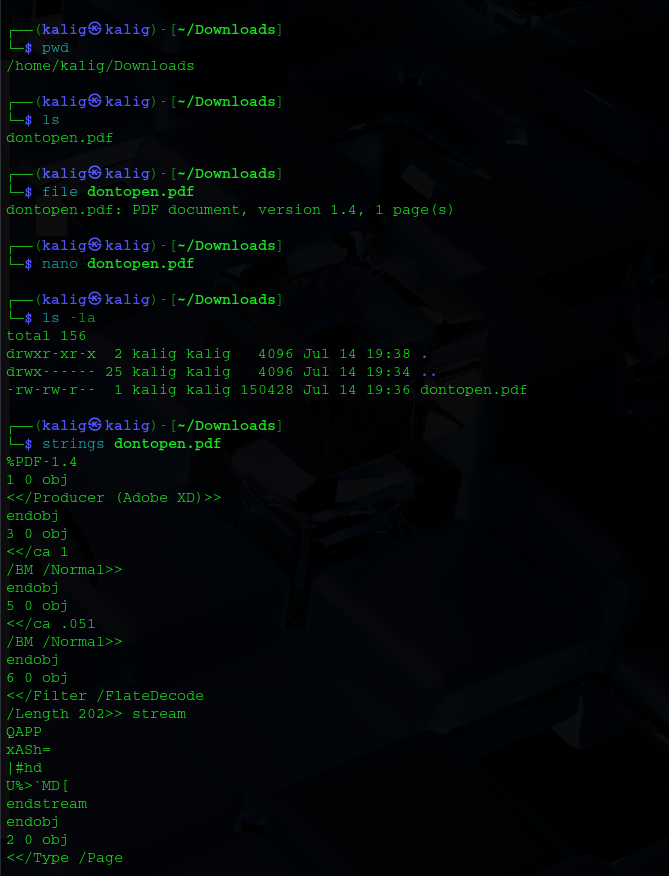 ┌──(kalig㉿kalig)-[~/Downloads]
└─$ pwd
/home/kalig/Downloads
┌──(kalig㉿kalig)-[~/Downloads]
└─$ ls
dontopen.pdf
┌──(kalig㉿kalig)-[~/Downloads]
└─$ file dontopen.pdf
dontopen.pdf: PDF document, version 1.4, 1 page(s)
┌──(kalig㉿kalig)-[~/Downloads]
└─$ nano dontopen.pdf
┌──(kalig㉿kalig)-[~/Downloads]
└─$ ls -la
total 156
drwxr-xr-x  2 kalig kalig   4096 Jul 14 19:38 .
drwx------ 25 kalig kalig   4096 Jul 14 19:34 ..
-rw-rw-r--  1 kalig kalig 150428 Jul 14 19:36 dontopen.pdf
┌──(kalig㉿kalig)-[~/Downloads]
└─$ strings dontopen.pdf
%PDF-1.4
1 0 obj
<</Producer (Adobe XD)>>
endobj
3 0 obj
<</ca 1
/BM /Normal>>
endobj
5 0 obj
<</ca .051
/BM /Normal>>
endobj
6 0 obj
<</Filter /FlateDecode
/Length 202>> stream
QAPP
xASh=
|#hd
U%>`MD[
endstream
endobj
2 0 obj
<</Type /Page